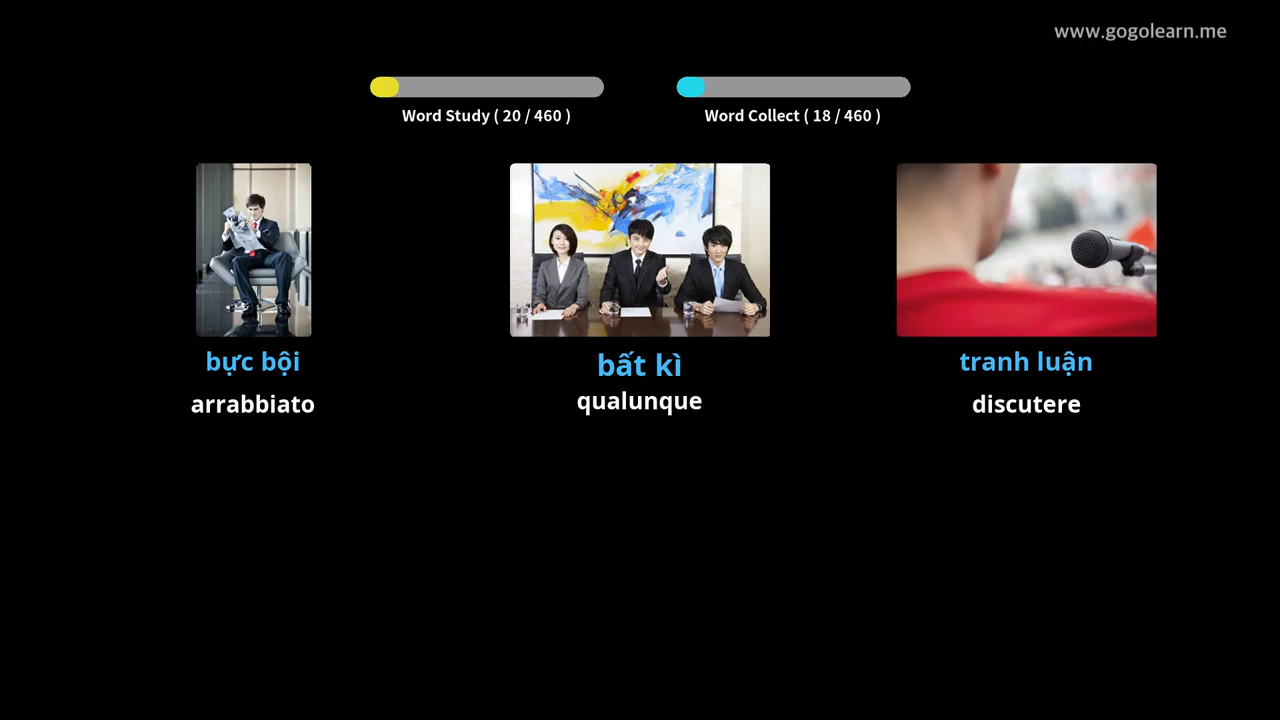 www.gogolearn.me
Word Study ( 20 / 460 )
Word Collect ( 18 / 460 )
bực bội
bất kì
tranh luận
arrabbiato
qualunque
discutere